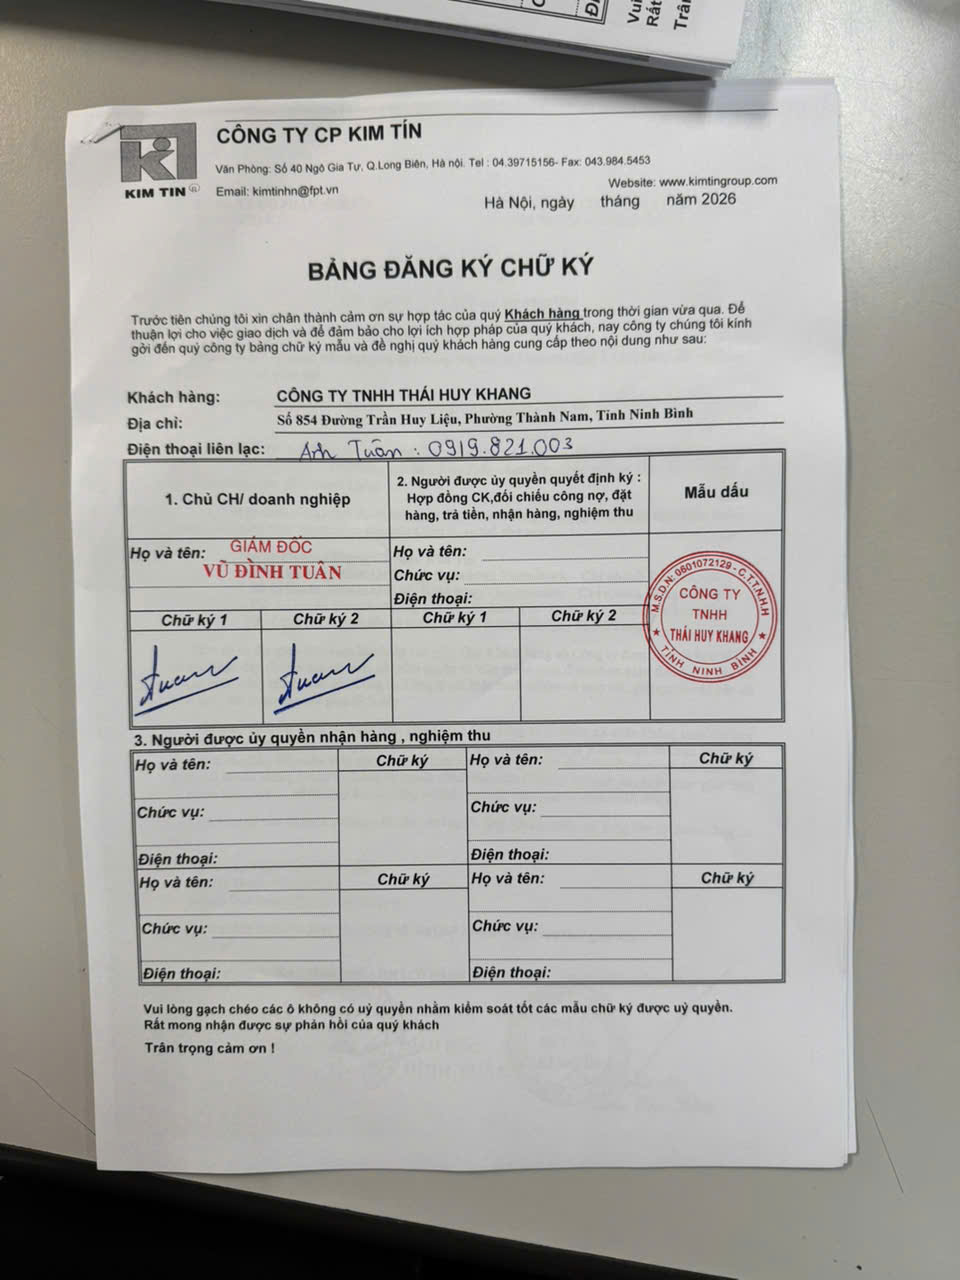 Vui
Rất
Trâ
CÔNG TY CP KIM TÍN
Văn Phòng: Số 40 Ngô Gia Tự, Q.Long Biên, Hà nội. Tel : 04.39715156- Fax: 043.984.5453
KIM TIN ®
Email: kimtinhn@fpt.vn
Website: www.kimtingroup.com
Hà Nội, ngày tháng năm 2026
BẢNG ĐĂNG KÝ CHỮ KÝ
Trước tiên chúng tôi xin chân thành cảm ơn sự hợp tác của quý Khách hàng trong thời gian vừa qua. Để
thuận lợi cho việc giao dịch và để đảm bảo cho lợi ích hợp pháp của quý khách, nay công ty chúng tôi kính
gởi đến quý công ty bảng chữ ký mẫu và đề nghị quý khách hàng cung cấp theo nội dung như sau:
Khách hàng: CÔNG TY TNHH THÁI HUY KHANG
Địa chỉ: Số 854 Đường Trần Huy Liệu, Phường Thành Nam, Tỉnh Ninh Bình
Điện thoại liên lạc: Anh Tuân : 0919.821.003
1. Chủ CH/ doanh nghiệp
2. Người được ủy quyền quyết định ký :
Hợp đồng CK,đối chiếu công nợ, đặt
hàng, trả tiền, nhận hàng, nghiệm thu
Mẫu dấu
Họ và tên: GIÁM ĐỐC
VŨ ĐÌNH TUÂN
Họ và tên:
Chức vụ:
Điện thoại:
M.S.D.N: 0601072129 - C.T.T.N.H.H
CÔNG TY
TNHH
THÁI HUY KHANG
TỈNH NINH BÌNH
Chữ ký 1 Chữ ký 2 Chữ ký 1 Chữ ký 2
Tuan Tuan
3. Người được ủy quyền nhận hàng , nghiệm thu
Họ và tên: Chữ ký Họ và tên: Chữ ký
Chức vụ: Chức vụ:
Điện thoại: Điện thoại:
Họ và tên: Chữ ký Họ và tên: Chữ ký
Chức vụ: Chức vụ:
Điện thoại: Điện thoại:
Vui lòng gạch chéo các ô không có uỷ quyền nhằm kiểm soát tốt các mẫu chữ ký được uỷ quyền.
Rất mong nhận được sự phản hồi của quý khách
Trân trọng cảm ơn !